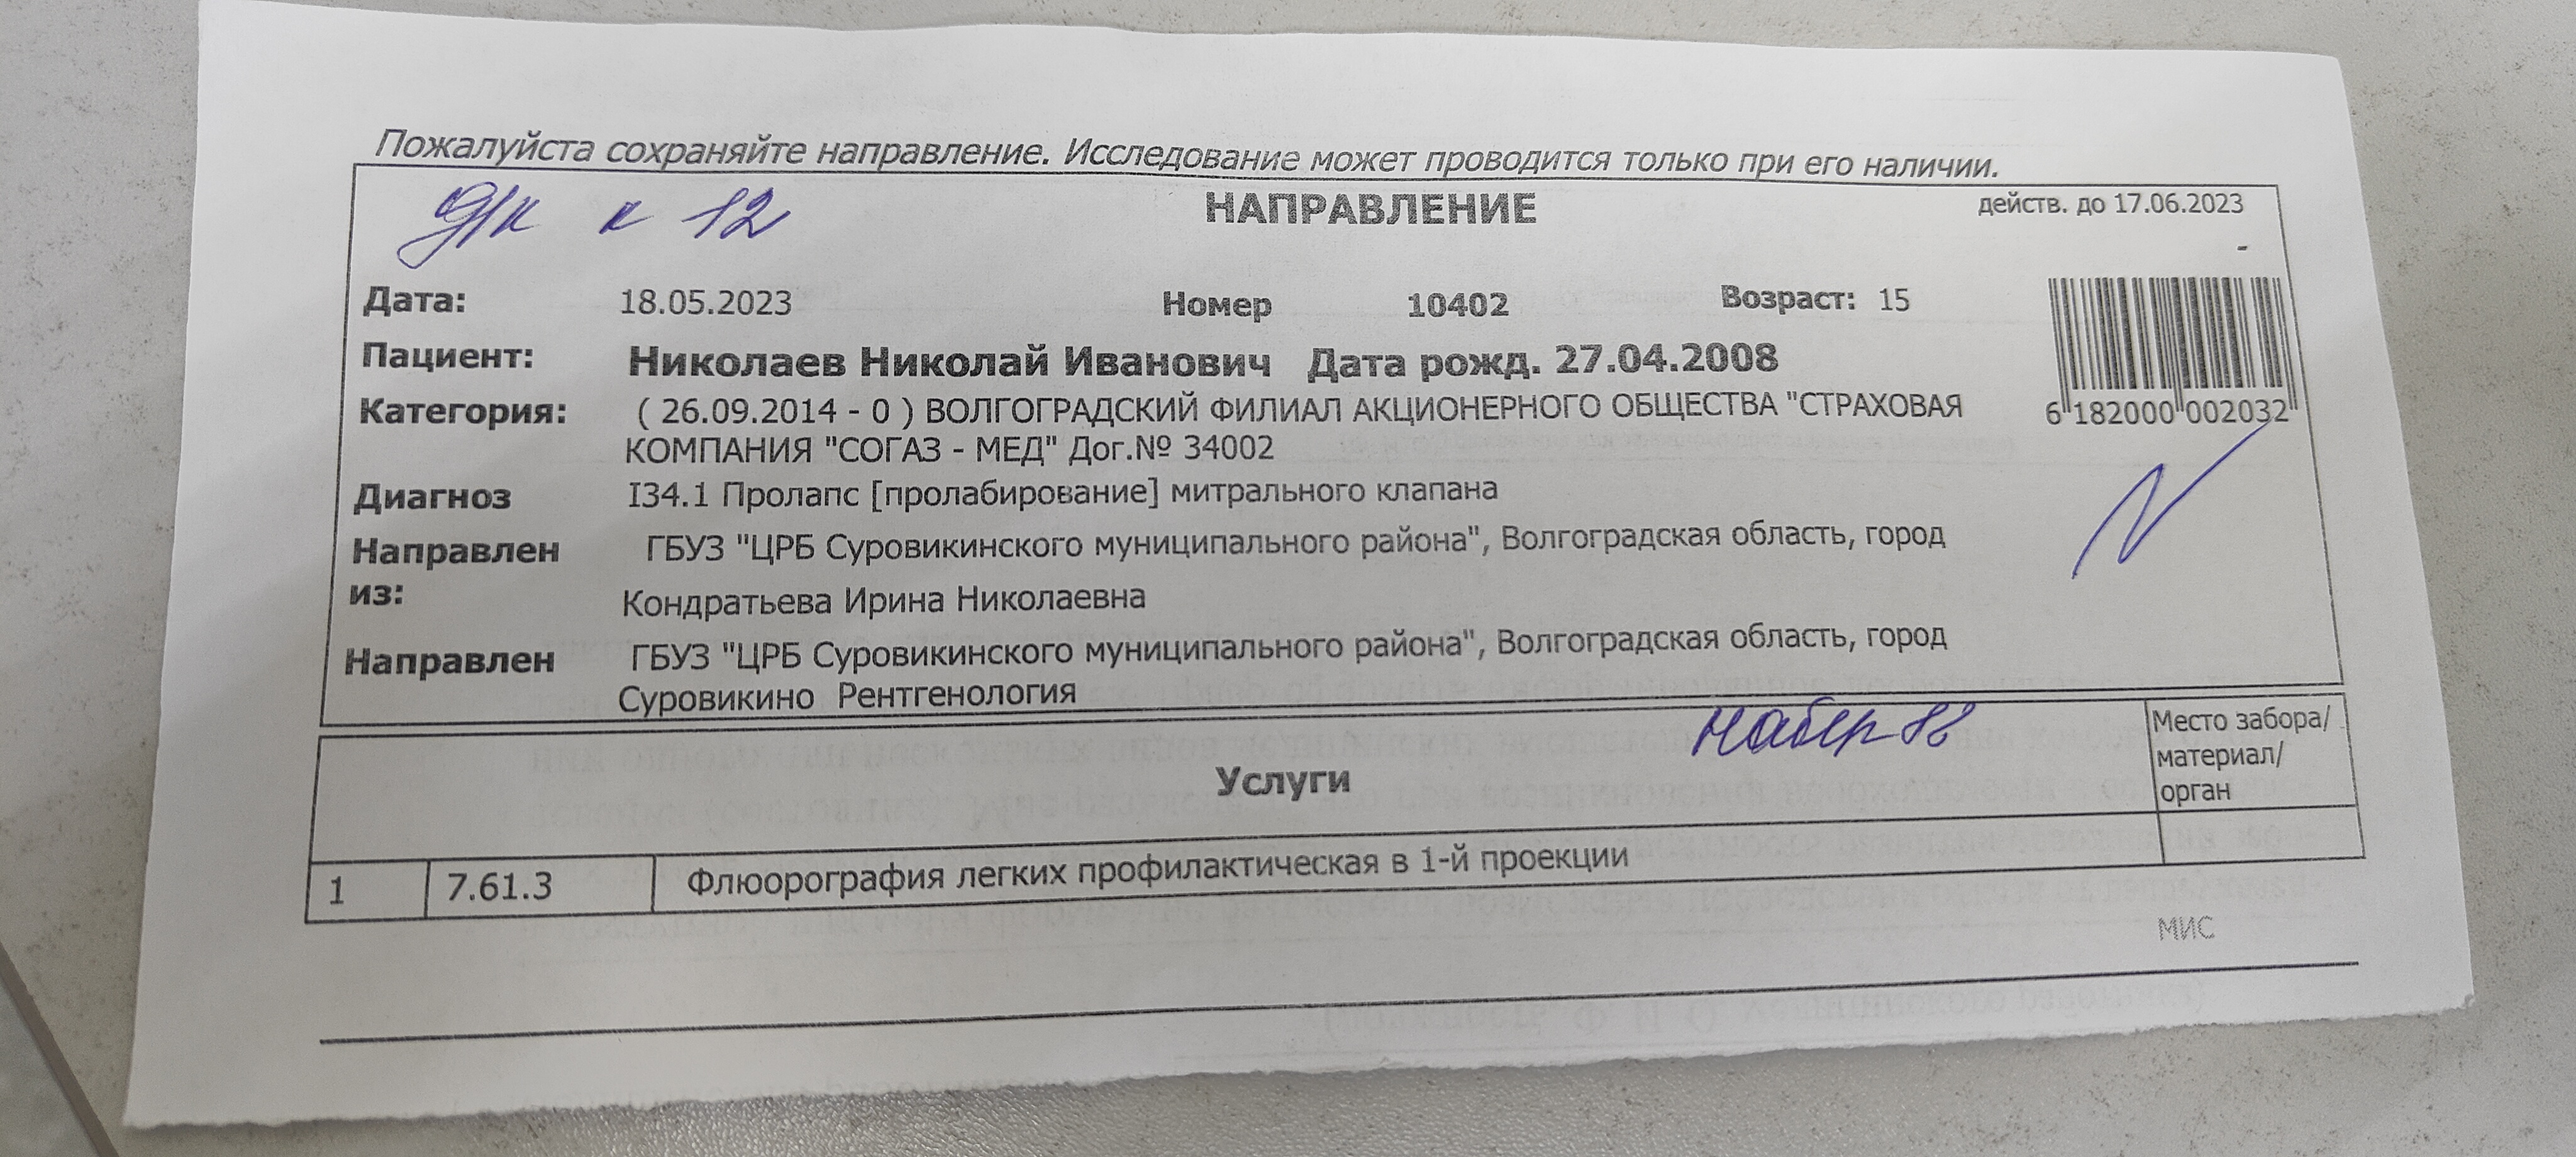 Пожалуйста сохраняйте направление. Исследование может проводится только при его наличии.
д/к к 12
НАПРАВЛЕНИЕ
действ. до 17.06.2023
-
Дата: 18.05.2023 Номер 10402 Возраст: 15
Пациент: Николаев Николай Иванович Дата рожд. 27.04.2008
Категория: ( 26.09.2014 - 0 ) ВОЛГОГРАДСКИЙ ФИЛИАЛ АКЦИОНЕРНОГО ОБЩЕСТВА "СТРАХОВАЯ
КОМПАНИЯ "СОГАЗ - МЕД" Дог.№ 34002
6 182000 002032
Диагноз I34.1 Пролапс [пролабирование] митрального клапана
Направлен ГБУЗ "ЦРБ Суровикинского муниципального района", Волгоградская область, город
из:
Кондратьева Ирина Николаевна
Направлен ГБУЗ "ЦРБ Суровикинского муниципального района", Волгоградская область, город
Суровикино Рентгенология
Услуги
Место забора/
материал/
орган
1 7.61.3 Флюорография легких профилактическая в 1-й проекции
МИС